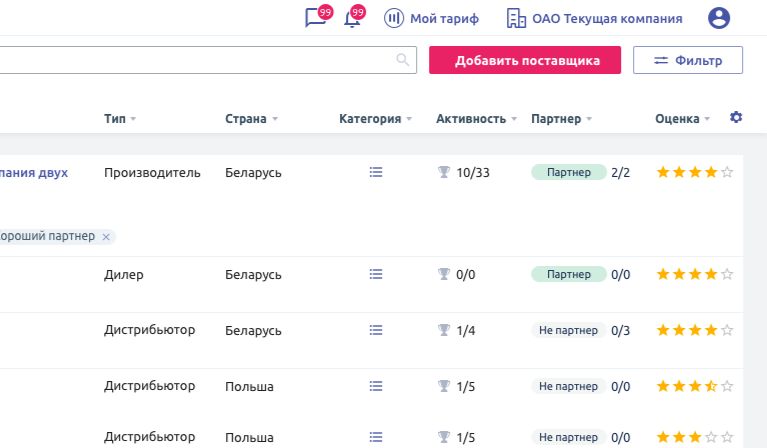 99 99 Мой тариф ОАО Текущая компания
Добавить поставщика Фильтр
Тип Страна Категория Активность Партнер Оценка
двух Производитель Беларусь 10/33 Партнер 2/2
партнер
Дилер Беларусь 0/0 Партнер 0/0
Дистрибьютор Беларусь 1/4 Не партнер 0/3
Дистрибьютор Польша 1/5 Не партнер 0/0
Дистрибьютор Польша 1/5 Не партнер 0/0